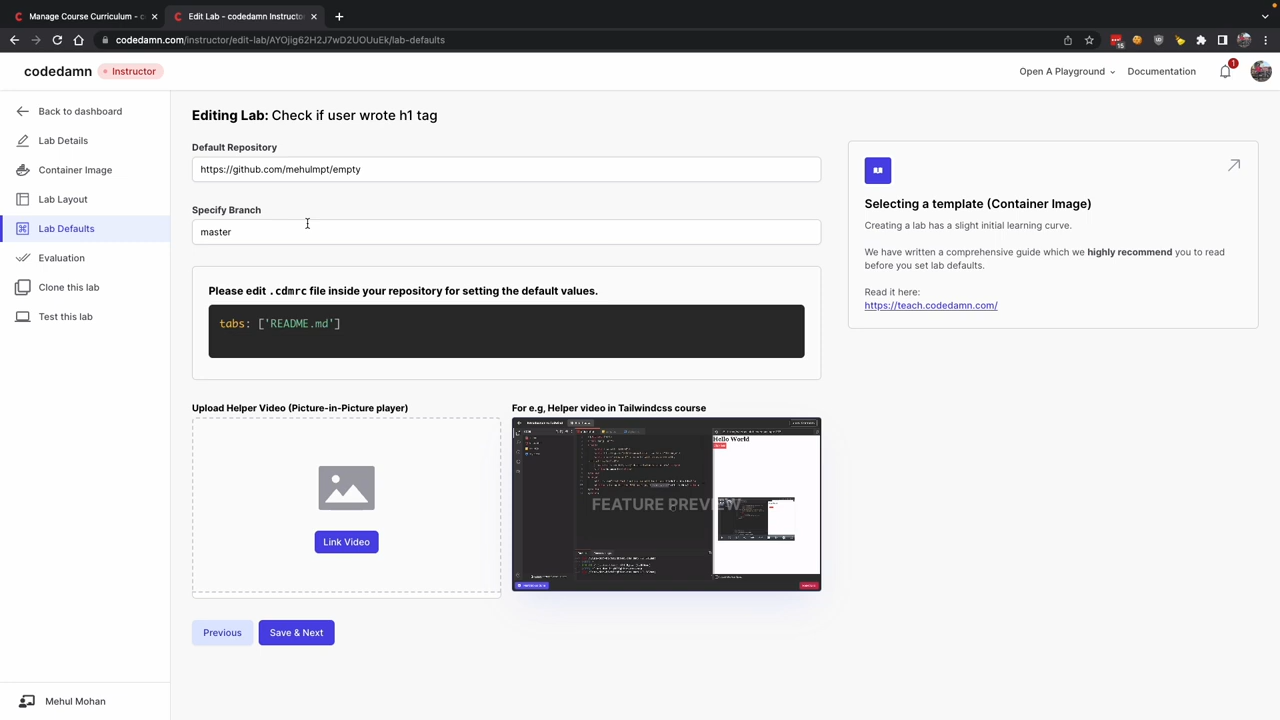 Manage Course Curriculum - c
Edit Lab - codedamn Instructor
codedamn.com/instructor/edit-lab/AYOjig62H2J7wD2UOUuEk/lab-defaults
15
codedamn
Instructor
Open A Playground
Documentation
1
Back to dashboard
Lab Details
Container Image
Lab Layout
Lab Defaults
Evaluation
Clone this lab
Test this lab
Mehul Mohan
Editing Lab: Check if user wrote h1 tag
Default Repository
https://github.com/mehulmpt/empty
Specify Branch
master
Please edit .cdmrc file inside your repository for setting the default values.
tabs: ['README.md']
Upload Helper Video (Picture-in-Picture player)
Link Video
For e.g, Helper video in Tailwindcss course
Hello World
FEATURE PREVIEW
Previous
Save & Next
Selecting a template (Container Image)
Creating a lab has a slight initial learning curve.
We have written a comprehensive guide which we highly recommend you to read
before you set lab defaults.
Read it here:
https://teach.codedamn.com/